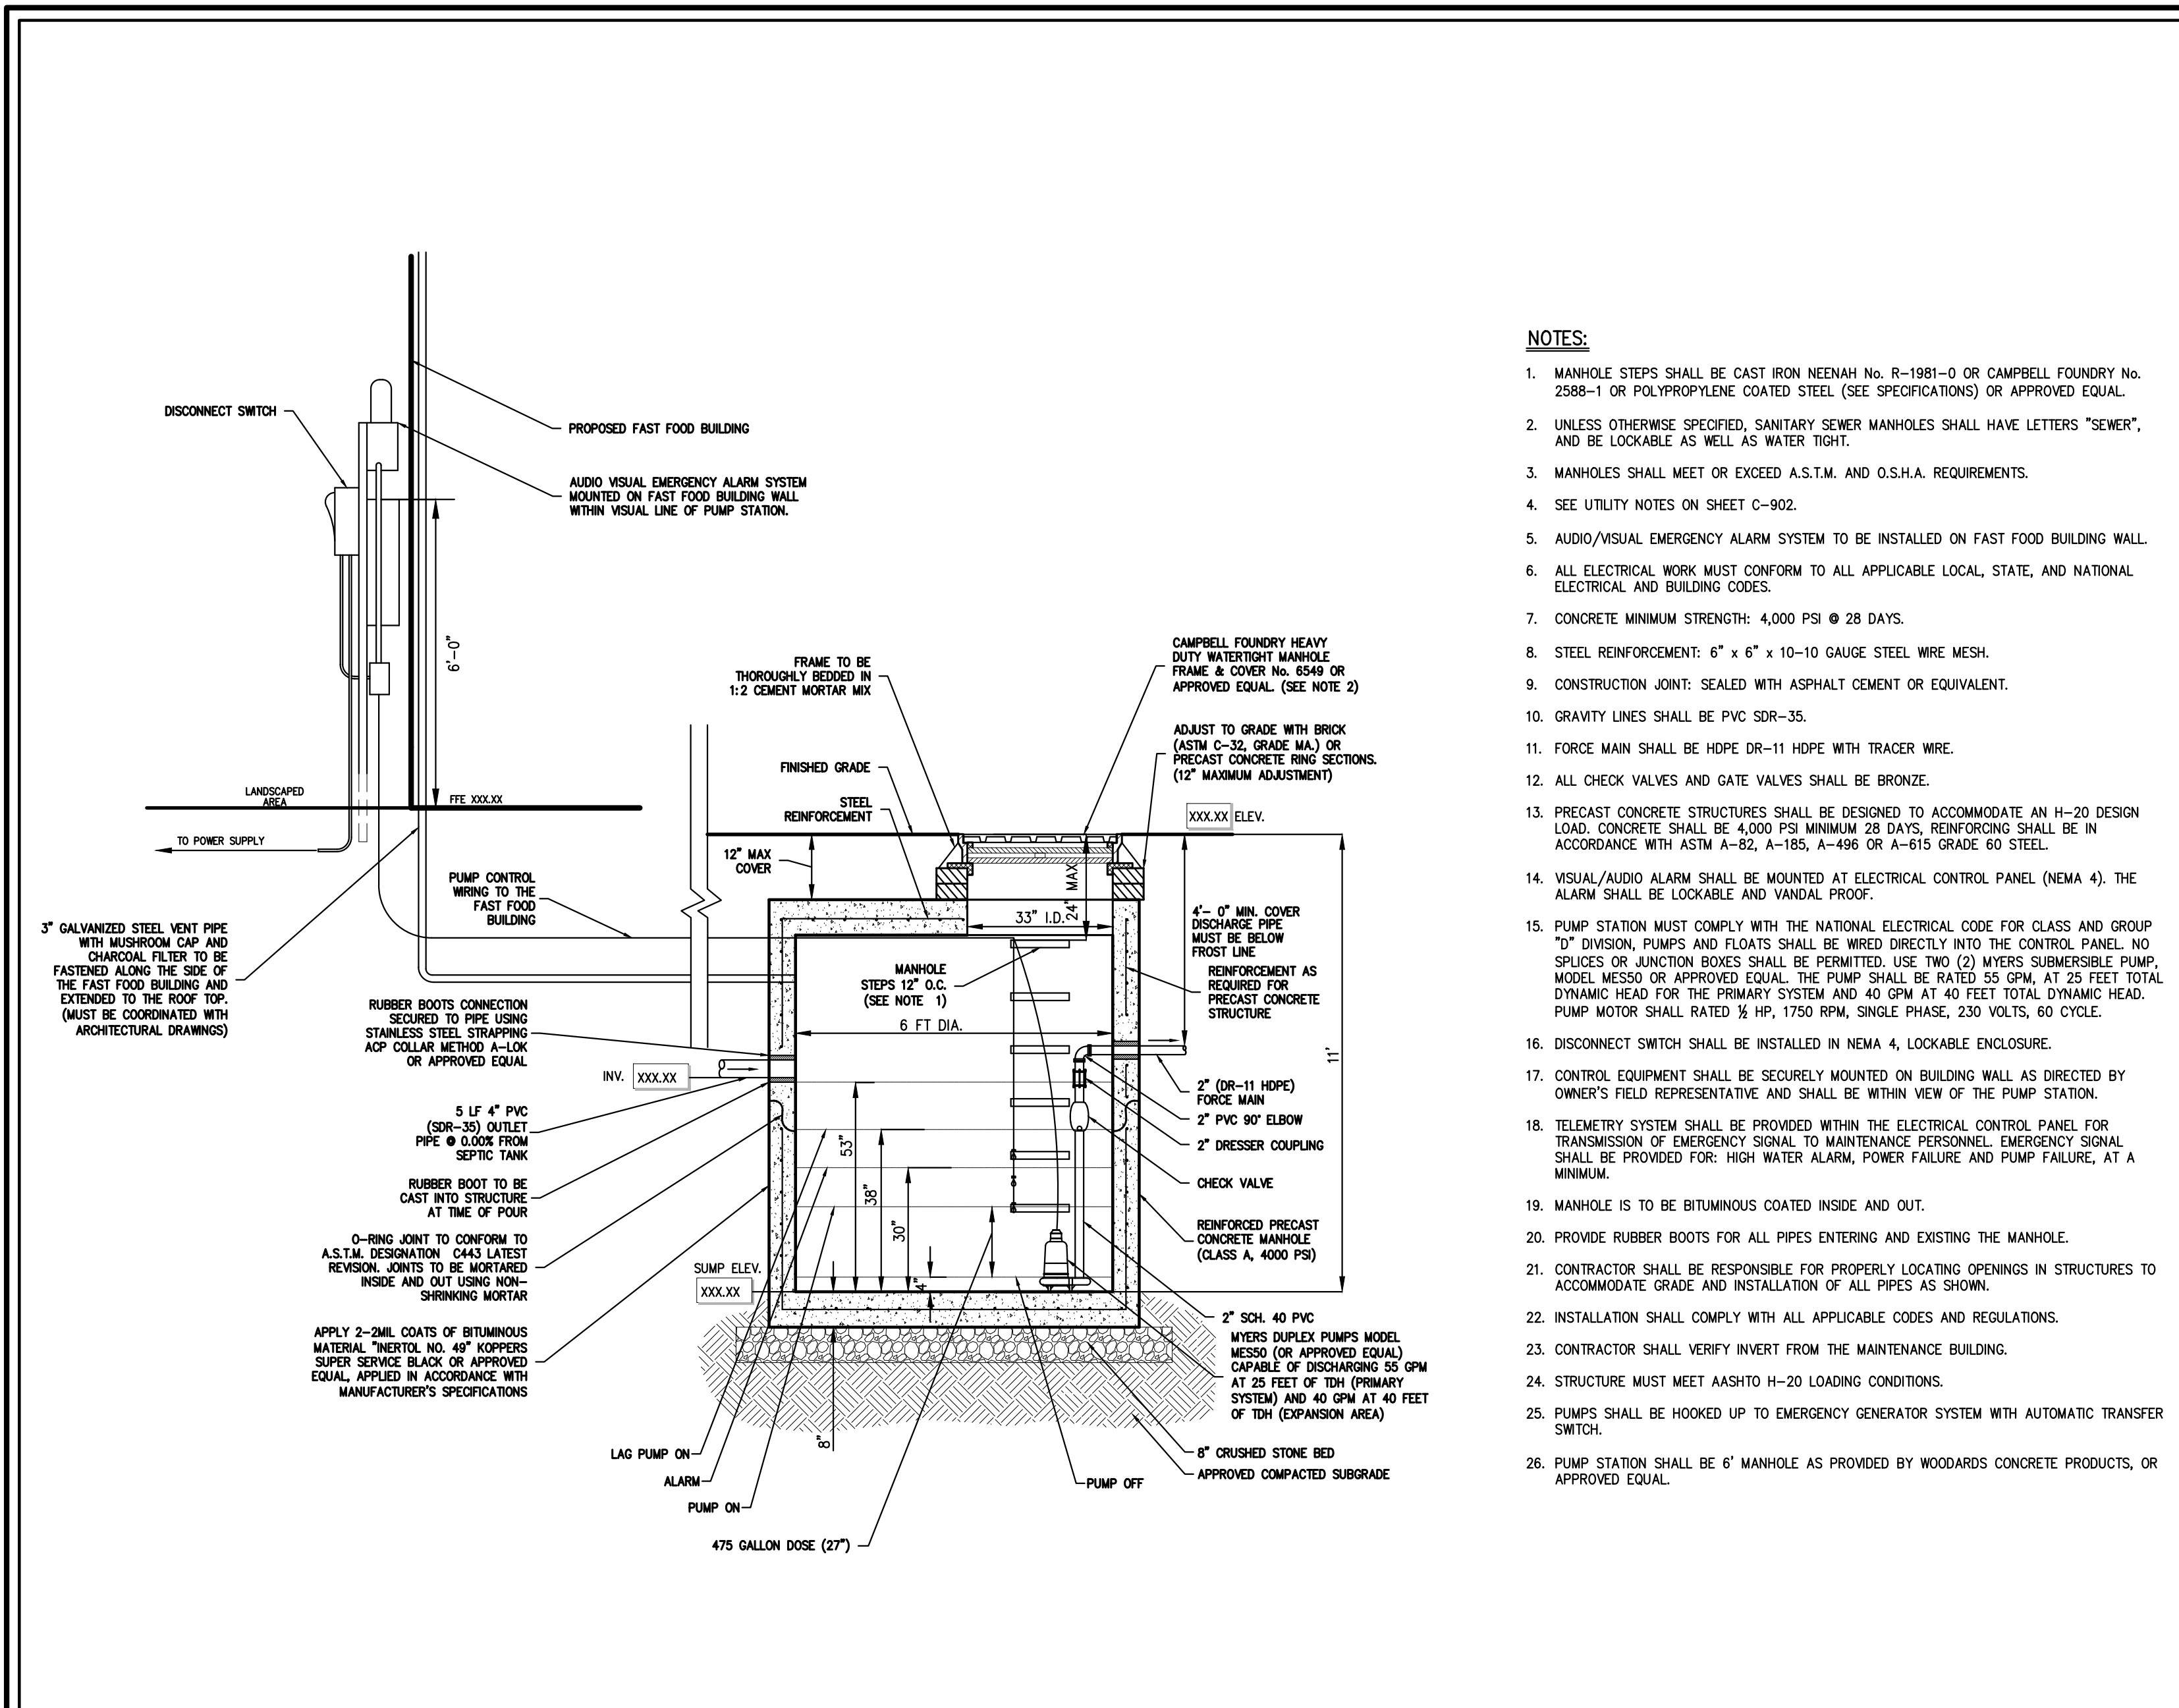 DISCONNECT SWITCH
PROPOSED FAST FOOD BUILDING
AUDIO VISUAL EMERGENCY ALARM SYSTEM
MOUNTED ON FAST FOOD BUILDING WALL
WITHIN VISUAL LINE OF PUMP STATION.
6'-0"
LANDSCAPED
AREA
FFE XXX.XX
TO POWER SUPPLY
3" GALVANIZED STEEL VENT PIPE
WITH MUSHROOM CAP AND
CHARCOAL FILTER TO BE
FASTENED ALONG THE SIDE OF
THE FAST FOOD BUILDING AND
EXTENDED TO THE ROOF TOP.
(MUST BE COORDINATED WITH
ARCHITECTURAL DRAWINGS)
PUMP CONTROL
WIRING TO THE
FAST FOOD
BUILDING
FRAME TO BE
THOROUGHLY BEDDED IN
1:2 CEMENT MORTAR MIX
FINISHED GRADE
STEEL
REINFORCEMENT
12" MAX
COVER
CAMPBELL FOUNDRY HEAVY
DUTY WATERTIGHT MANHOLE
FRAME & COVER No. 6549 OR
APPROVED EQUAL. (SEE NOTE 2)
ADJUST TO GRADE WITH BRICK
(ASTM C-32, GRADE MA.) OR
PRECAST CONCRETE RING SECTIONS.
(12" MAXIMUM ADJUSTMENT)
XXX.XX ELEV.
24" MAX
33" I.D.
4'- 0" MIN. COVER
DISCHARGE PIPE
MUST BE BELOW
FROST LINE
REINFORCEMENT AS
REQUIRED FOR
PRECAST CONCRETE
STRUCTURE
MANHOLE
STEPS 12" O.C.
(SEE NOTE 1)
6 FT DIA.
11'
RUBBER BOOTS CONNECTION
SECURED TO PIPE USING
STAINLESS STEEL STRAPPING
ACP COLLAR METHOD A-LOK
OR APPROVED EQUAL
INV. XXX.XX
5 LF 4" PVC
(SDR-35) OUTLET
PIPE @ 0.00% FROM
SEPTIC TANK
RUBBER BOOT TO BE
CAST INTO STRUCTURE
AT TIME OF POUR
O-RING JOINT TO CONFORM TO
A.S.T.M. DESIGNATION C443 LATEST
REVISION. JOINTS TO BE MORTARED
INSIDE AND OUT USING NON-
SHRINKING MORTAR
APPLY 2-2MIL COATS OF BITUMINOUS
MATERIAL "INERTOL NO. 49" KOPPERS
SUPER SERVICE BLACK OR APPROVED
EQUAL, APPLIED IN ACCORDANCE WITH
MANUFACTURER'S SPECIFICATIONS
53"
38"
30"
4"
8"
SUMP ELEV.
XXX.XX
2" (DR-11 HDPE)
FORCE MAIN
2" PVC 90° ELBOW
2" DRESSER COUPLING
CHECK VALVE
REINFORCED PRECAST
CONCRETE MANHOLE
(CLASS A, 4000 PSI)
2" SCH. 40 PVC
MYERS DUPLEX PUMPS MODEL
MES50 (OR APPROVED EQUAL)
CAPABLE OF DISCHARGING 55 GPM
AT 25 FEET OF TDH (PRIMARY
SYSTEM) AND 40 GPM AT 40 FEET
OF TDH (EXPANSION AREA)
8" CRUSHED STONE BED
APPROVED COMPACTED SUBGRADE
LAG PUMP ON
ALARM
PUMP ON
PUMP OFF
475 GALLON DOSE (27")
NOTES:
1. MANHOLE STEPS SHALL BE CAST IRON NEENAH No. R-1981-0 OR CAMPBELL FOUNDRY No.
2588-1 OR POLYPROPYLENE COATED STEEL (SEE SPECIFICATIONS) OR APPROVED EQUAL.
2. UNLESS OTHERWISE SPECIFIED, SANITARY SEWER MANHOLES SHALL HAVE LETTERS "SEWER",
AND BE LOCKABLE AS WELL AS WATER TIGHT.
3. MANHOLES SHALL MEET OR EXCEED A.S.T.M. AND O.S.H.A. REQUIREMENTS.
4. SEE UTILITY NOTES ON SHEET C-902.
5. AUDIO/VISUAL EMERGENCY ALARM SYSTEM TO BE INSTALLED ON FAST FOOD BUILDING WALL.
6. ALL ELECTRICAL WORK MUST CONFORM TO ALL APPLICABLE LOCAL, STATE, AND NATIONAL
ELECTRICAL AND BUILDING CODES.
7. CONCRETE MINIMUM STRENGTH: 4,000 PSI @ 28 DAYS.
8. STEEL REINFORCEMENT: 6" x 6" x 10-10 GAUGE STEEL WIRE MESH.
9. CONSTRUCTION JOINT: SEALED WITH ASPHALT CEMENT OR EQUIVALENT.
10. GRAVITY LINES SHALL BE PVC SDR-35.
11. FORCE MAIN SHALL BE HDPE DR-11 HDPE WITH TRACER WIRE.
12. ALL CHECK VALVES AND GATE VALVES SHALL BE BRONZE.
13. PRECAST CONCRETE STRUCTURES SHALL BE DESIGNED TO ACCOMMODATE AN H-20 DESIGN
LOAD. CONCRETE SHALL BE 4,000 PSI MINIMUM 28 DAYS, REINFORCING SHALL BE IN
ACCORDANCE WITH ASTM A-82, A-185, A-496 OR A-615 GRADE 60 STEEL.
14. VISUAL/AUDIO ALARM SHALL BE MOUNTED AT ELECTRICAL CONTROL PANEL (NEMA 4). THE
ALARM SHALL BE LOCKABLE AND VANDAL PROOF.
15. PUMP STATION MUST COMPLY WITH THE NATIONAL ELECTRICAL CODE FOR CLASS AND GROUP
"D" DIVISION, PUMPS AND FLOATS SHALL BE WIRED DIRECTLY INTO THE CONTROL PANEL. NO
SPLICES OR JUNCTION BOXES SHALL BE PERMITTED. USE TWO (2) MYERS SUBMERSIBLE PUMP,
MODEL MES50 OR APPROVED EQUAL. THE PUMP SHALL BE RATED 55 GPM, AT 25 FEET TOTAL
DYNAMIC HEAD FOR THE PRIMARY SYSTEM AND 40 GPM AT 40 FEET TOTAL DYNAMIC HEAD.
PUMP MOTOR SHALL RATED ½ HP, 1750 RPM, SINGLE PHASE, 230 VOLTS, 60 CYCLE.
16. DISCONNECT SWITCH SHALL BE INSTALLED IN NEMA 4, LOCKABLE ENCLOSURE.
17. CONTROL EQUIPMENT SHALL BE SECURELY MOUNTED ON BUILDING WALL AS DIRECTED BY
OWNER'S FIELD REPRESENTATIVE AND SHALL BE WITHIN VIEW OF THE PUMP STATION.
18. TELEMETRY SYSTEM SHALL BE PROVIDED WITHIN THE ELECTRICAL CONTROL PANEL FOR
TRANSMISSION OF EMERGENCY SIGNAL TO MAINTENANCE PERSONNEL. EMERGENCY SIGNAL
SHALL BE PROVIDED FOR: HIGH WATER ALARM, POWER FAILURE AND PUMP FAILURE, AT A
MINIMUM.
19. MANHOLE IS TO BE BITUMINOUS COATED INSIDE AND OUT.
20. PROVIDE RUBBER BOOTS FOR ALL PIPES ENTERING AND EXISTING THE MANHOLE.
21. CONTRACTOR SHALL BE RESPONSIBLE FOR PROPERLY LOCATING OPENINGS IN STRUCTURES TO
ACCOMMODATE GRADE AND INSTALLATION OF ALL PIPES AS SHOWN.
22. INSTALLATION SHALL COMPLY WITH ALL APPLICABLE CODES AND REGULATIONS.
23. CONTRACTOR SHALL VERIFY INVERT FROM THE MAINTENANCE BUILDING.
24. STRUCTURE MUST MEET AASHTO H-20 LOADING CONDITIONS.
25. PUMPS SHALL BE HOOKED UP TO EMERGENCY GENERATOR SYSTEM WITH AUTOMATIC TRANSFER
SWITCH.
26. PUMP STATION SHALL BE 6' MANHOLE AS PROVIDED BY WOODARDS CONCRETE PRODUCTS, OR
APPROVED EQUAL.